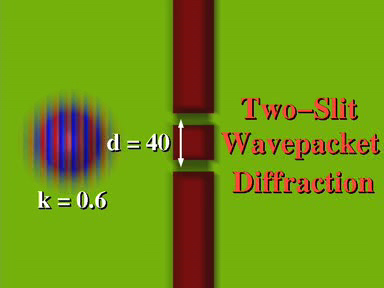 Two-Slit
Wavepacket
Diffraction
d = 40
k = 0.6